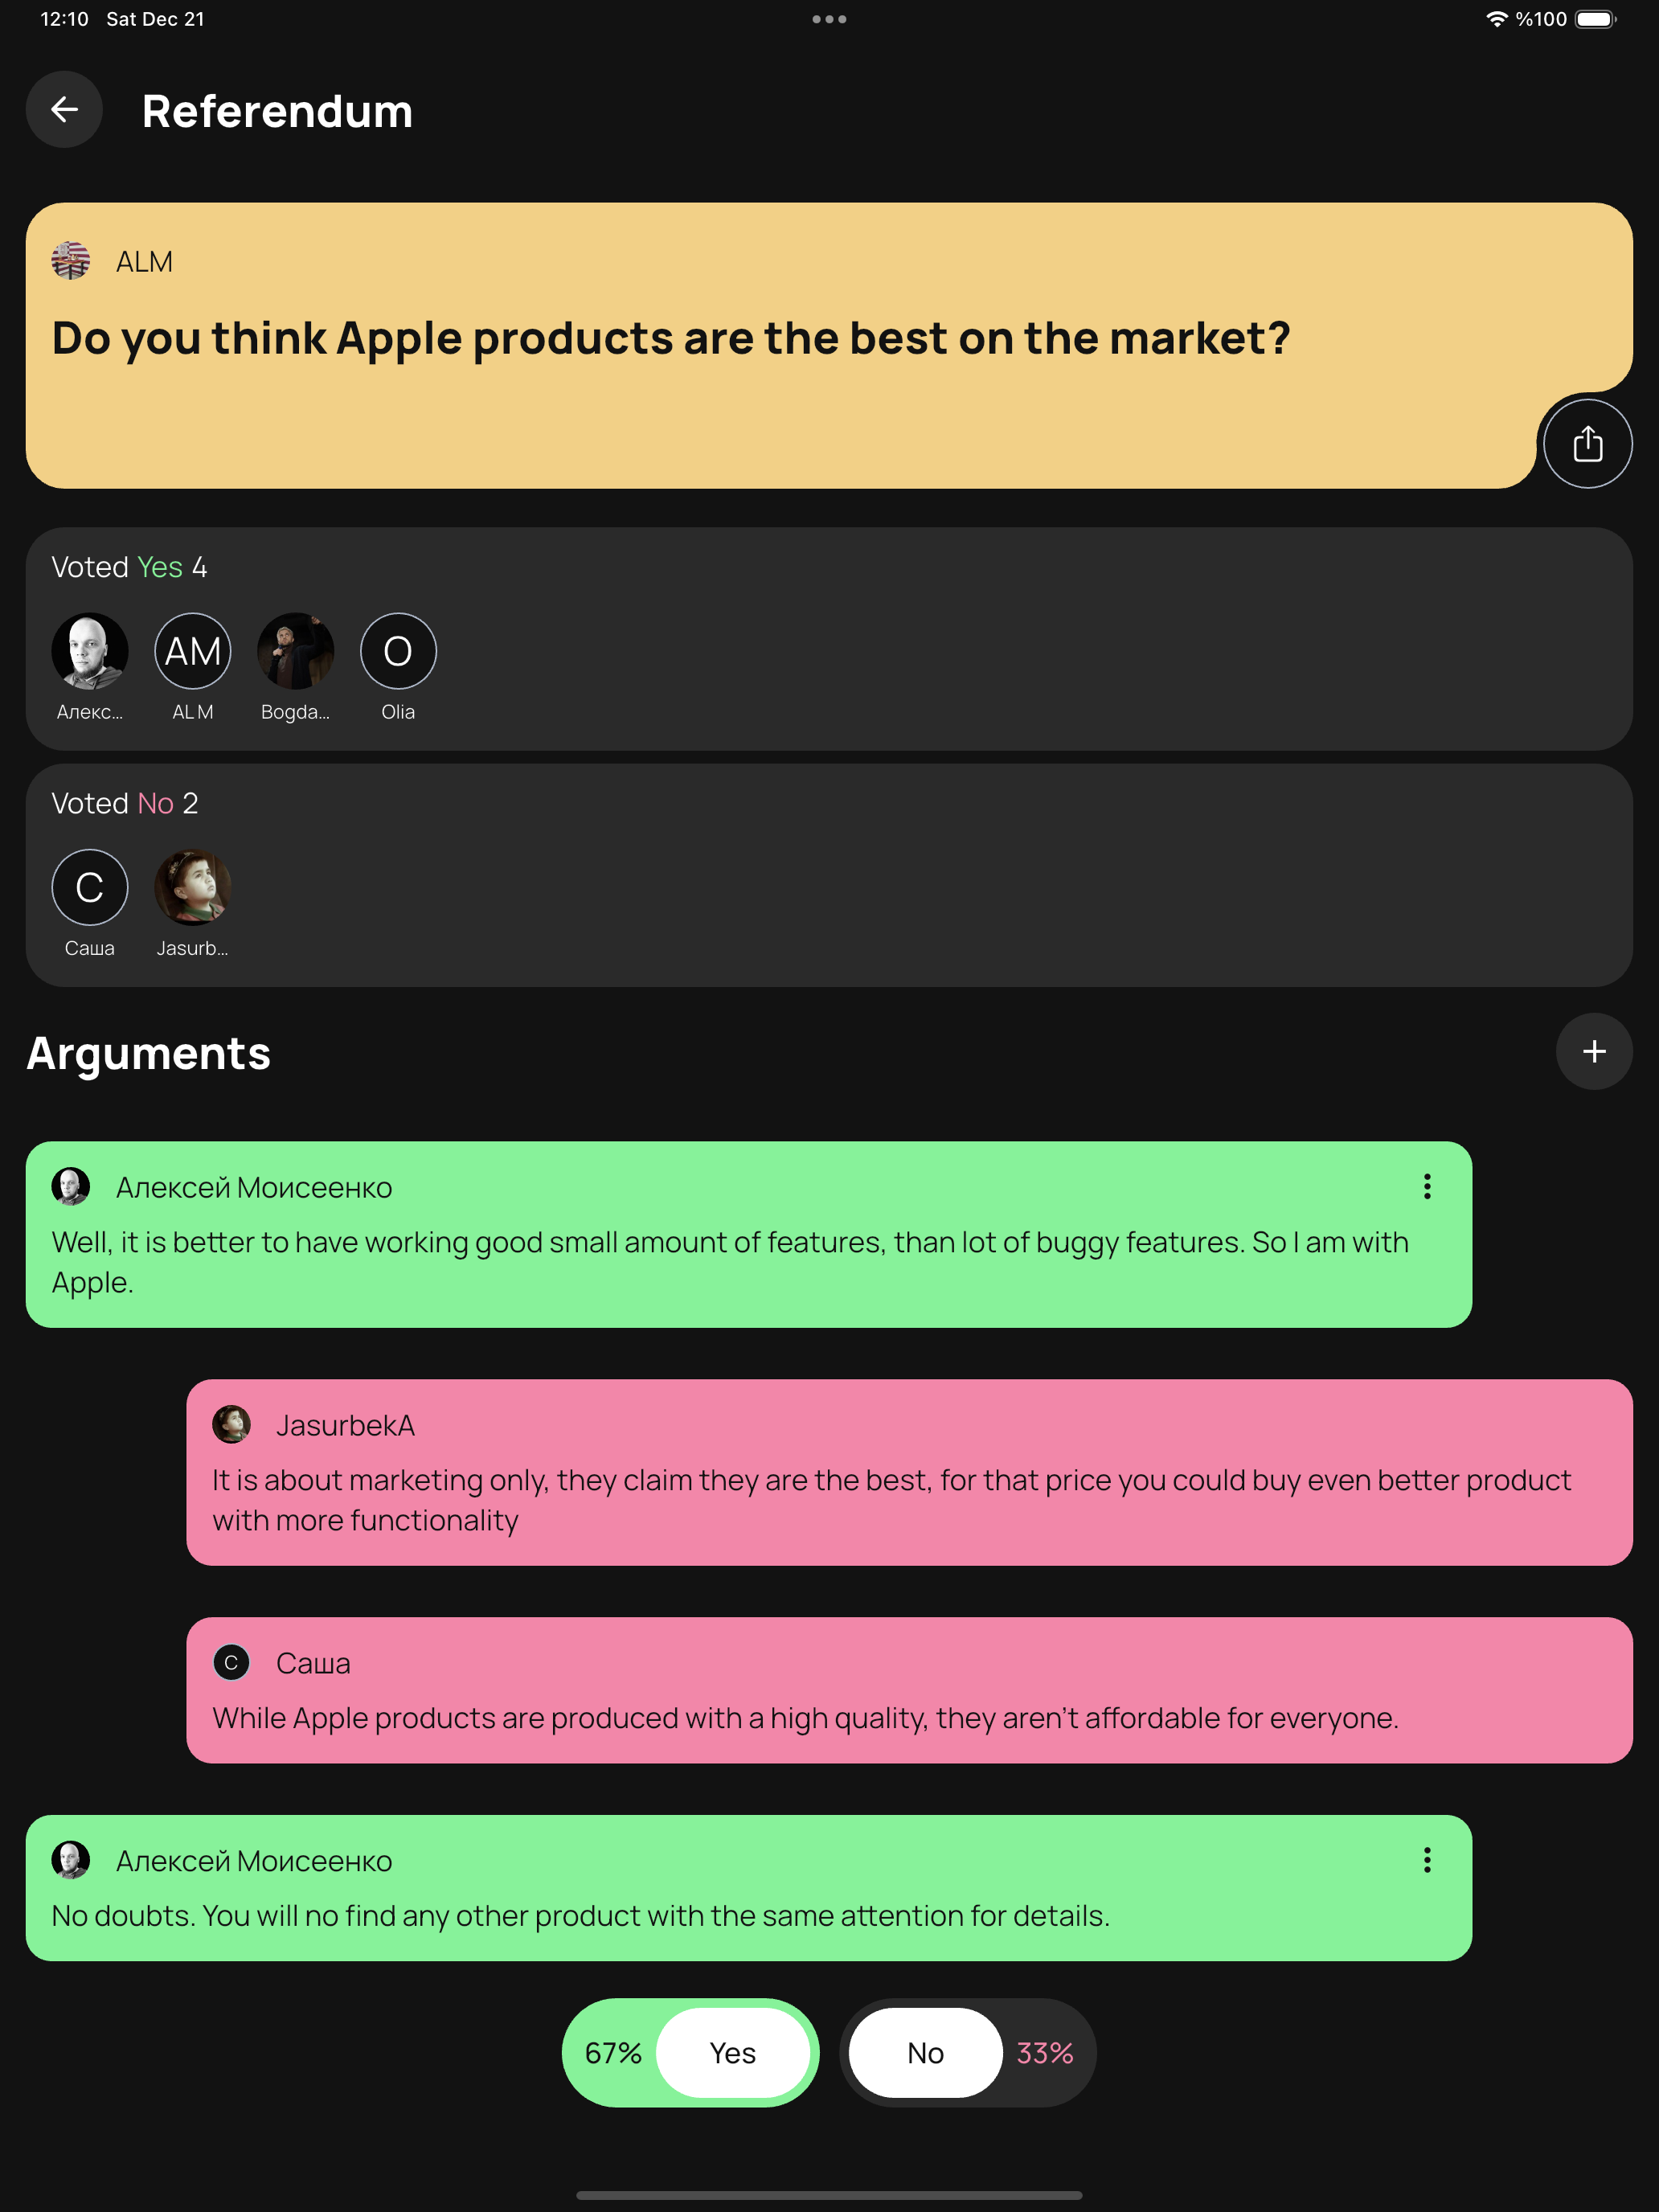 12:10 Sat Dec 21
%100
Referendum
ALM
Do you think Apple products are the best on the market?
Voted Yes 4
AM
O
Алекс...
AL M
Bogda...
Olia
Voted No 2
C
Саша
Jasurb...
Arguments
Алексей Моисеенко
Well, it is better to have working good small amount of features, than lot of buggy features. So I am with
Apple.
JasurbekA
It is about marketing only, they claim they are the best, for that price you could buy even better product
with more functionality
C
Саша
While Apple products are produced with a high quality, they aren't affordable for everyone.
Алексей Моисеенко
No doubts. You will no find any other product with the same attention for details.
67% Yes
No 33%